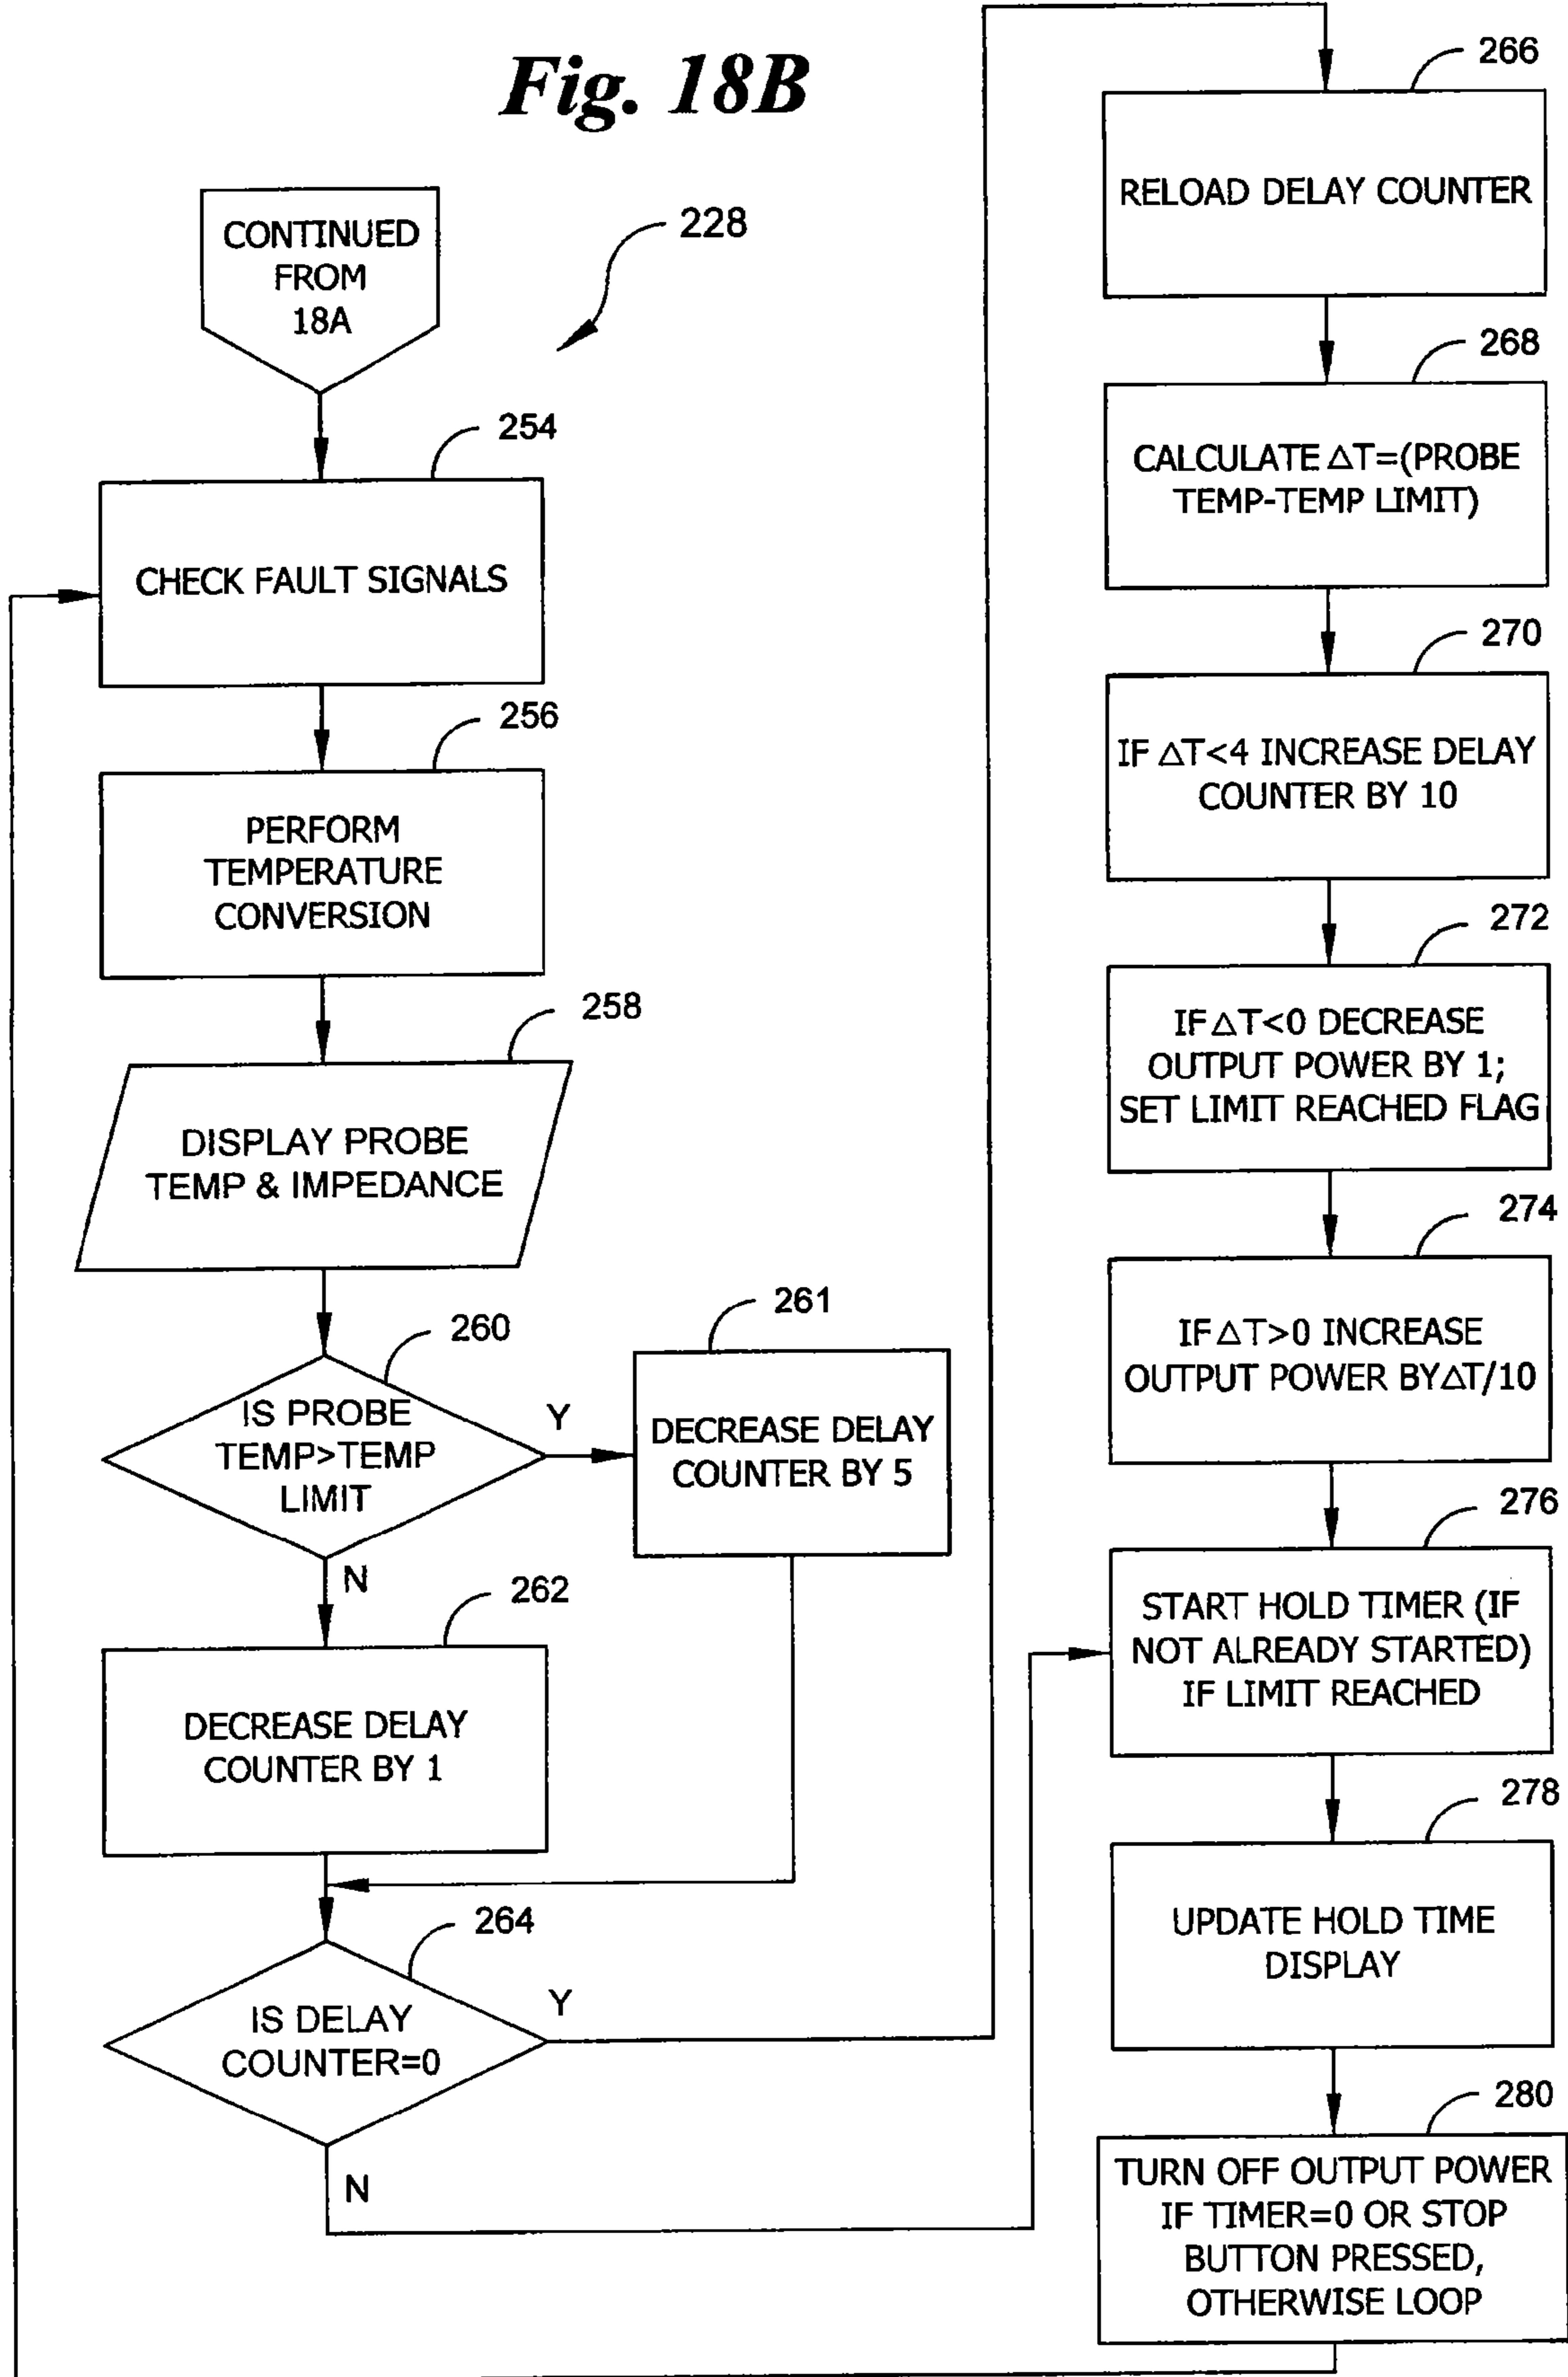 Fig. 18B
CONTINUED
FROM
18A
228
254
CHECK FAULT SIGNALS
256
PERFORM
TEMPERATURE
CONVERSION
258
DISPLAY PROBE
TEMP & IMPEDANCE
260
IS PROBE
TEMP>TEMP
LIMIT
Y
N
261
DECREASE DELAY
COUNTER BY 5
262
DECREASE DELAY
COUNTER BY 1
264
IS DELAY
COUNTER=0
Y
N
266
RELOAD DELAY COUNTER
268
CALCULATE △T=(PROBE
TEMP-TEMP LIMIT)
270
IF △T<4 INCREASE DELAY
COUNTER BY 10
272
IF △T<0 DECREASE
OUTPUT POWER BY 1;
SET LIMIT REACHED FLAG
274
IF △T>0 INCREASE
OUTPUT POWER BY△T/10
276
START HOLD TIMER (IF
NOT ALREADY STARTED)
IF LIMIT REACHED
278
UPDATE HOLD TIME
DISPLAY
280
TURN OFF OUTPUT POWER
IF TIMER=0 OR STOP
BUTTON PRESSED,
OTHERWISE LOOP